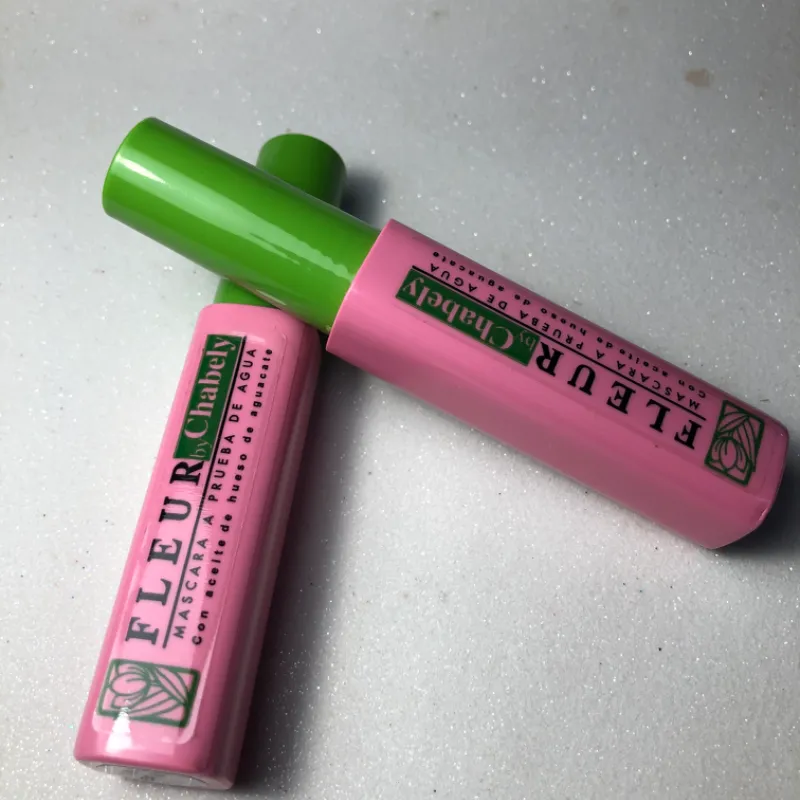 FLEUR by Chabely
MASCARA A PRUEBA DE AGUA
Con aceite de hueso de aguacate
FLEUR by Chabely
MASCARA A PRUEBA DE AGUA
Con aceite de hueso de aguacate